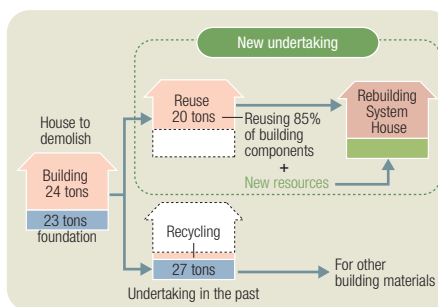 New undertaking
House to
demolish
Building
24 tons
23 tons
foundation
Reuse
20 tons
Reusing 85%
of building
components
+
New resources
Rebuilding
System
House
Recycling
27 tons
Undertaking in the past
For other
building materials